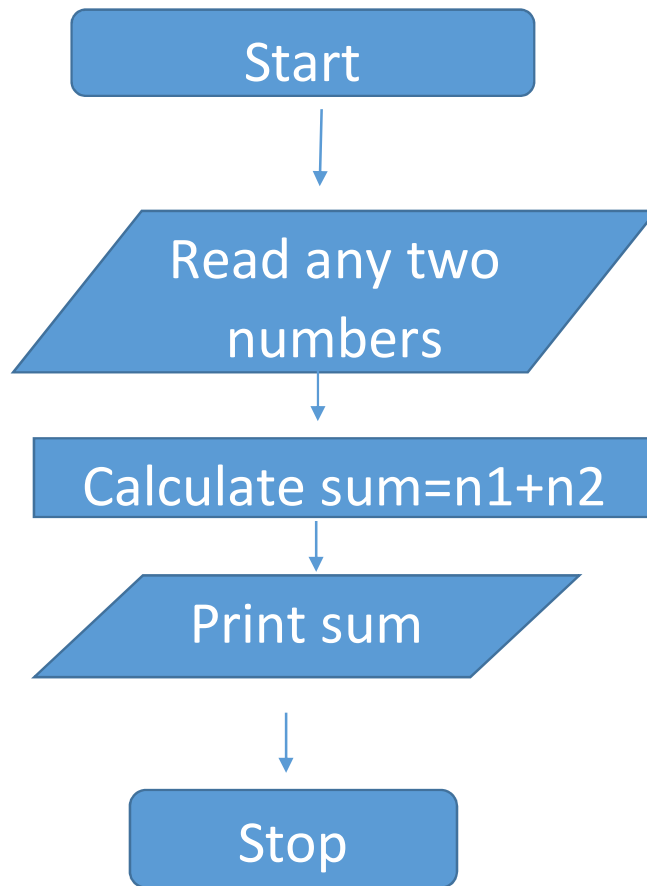 Start
Read any two
numbers
Calculate sum=n1+n2
Print sum
Stop